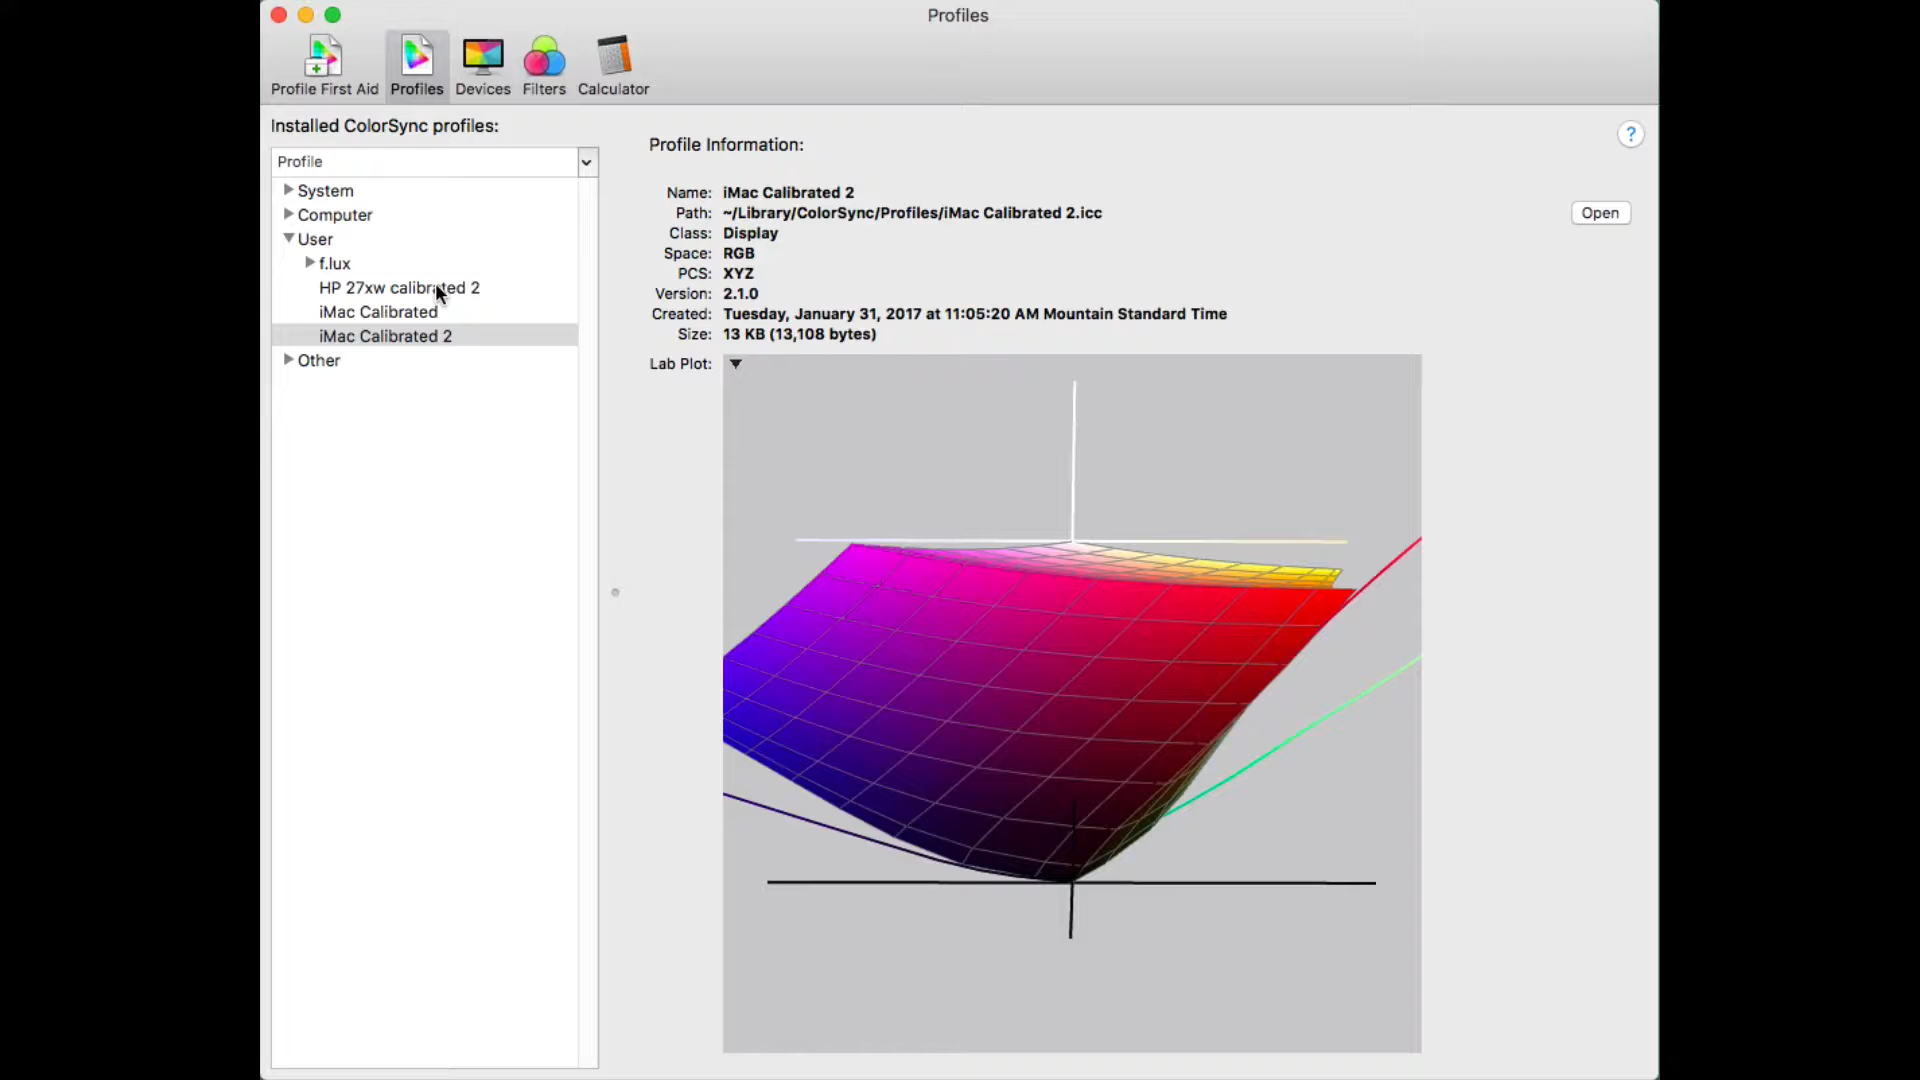 Profiles
Profile First Aid
Profiles
Devices
Filters
Calculator
Installed ColorSync profiles:
Profile
System
Computer
User
f.lux
HP 27xw calibrated 2
iMac Calibrated
iMac Calibrated 2
Other
Profile Information:
?
Name: iMac Calibrated 2
Path: ~/Library/ColorSync/Profiles/iMac Calibrated 2.icc
Open
Class: Display
Space: RGB
PCS: XYZ
Version: 2.1.0
Created: Tuesday, January 31, 2017 at 11:05:20 AM Mountain Standard Time
Size: 13 KB (13,108 bytes)
Lab Plot: